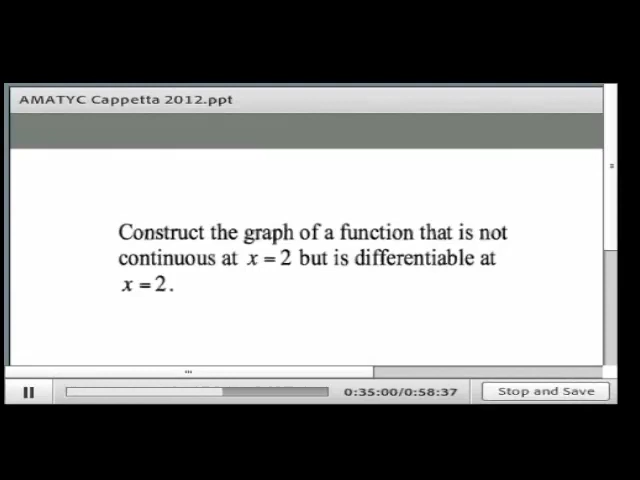 AMATYC Cappetta 2012.ppt
Construct the graph of a function that is not
continuous at x = 2 but is differentiable at
x = 2.
0:35:00/0:58:37
Stop and Save